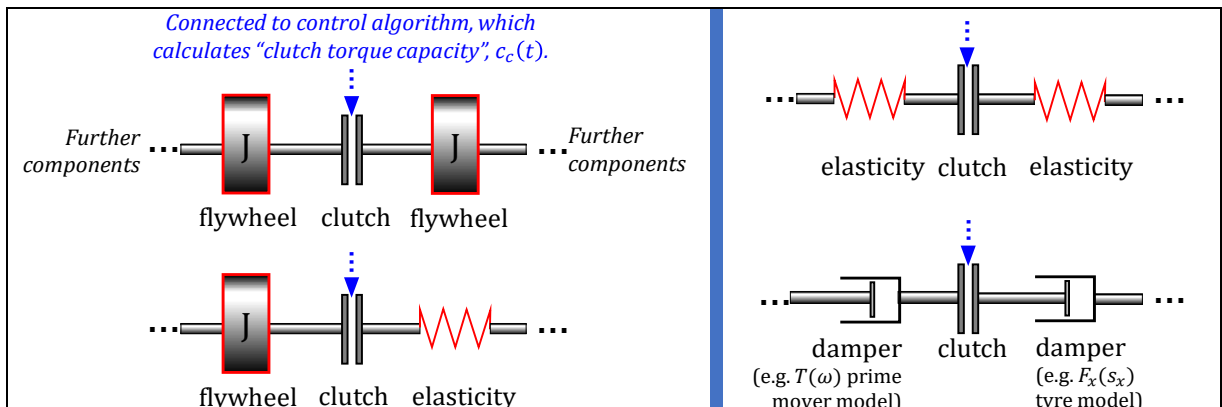 Connected to control algorithm, which
calculates “clutch torque capacity”, c_c(t).
Further
components
...
J
J
...
Further
components
flywheel clutch flywheel
...
J
...
flywheel clutch elasticity
...
...
elasticity clutch elasticity
...
...
damper clutch damper
(e.g. T(ω) prime
mover model)
(e.g. F_x(s_x)
tyre model)